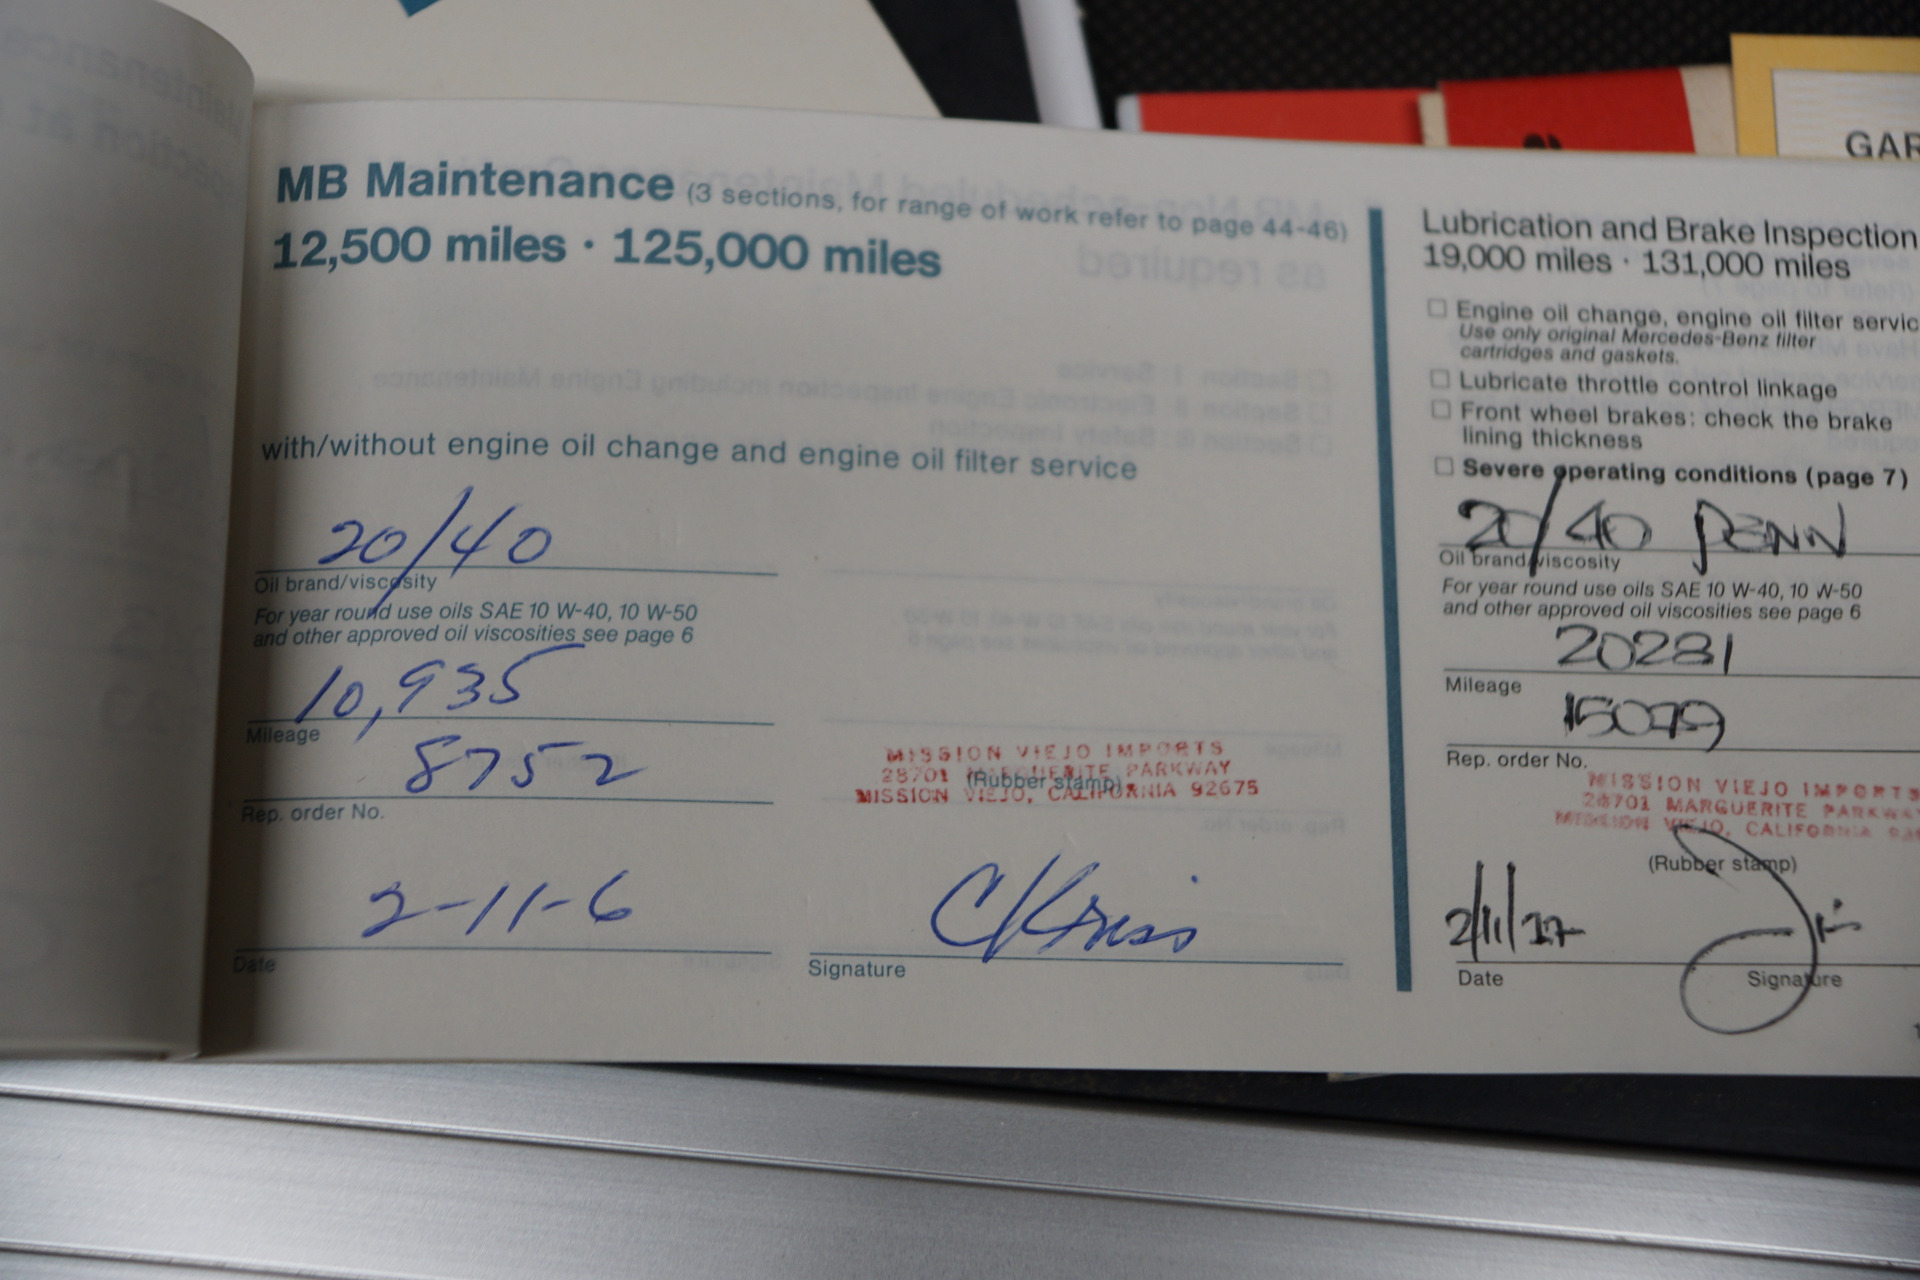 MB Maintenance (3 sections, for range of work refer to page 44-46)
12,500 miles · 125,000 miles
with/without engine oil change and engine oil filter service
20/40
Oil brand/viscosity
For year round use oils SAE 10 W-40, 10 W-50
and other approved oil viscosities see page 6
10,935
Mileage
8752
Rep. order No.
MISSION VIEJO IMPORTS
28701 MARGUERITE PARKWAY
(Rubber stamp)
MISSION VIEJO, CALIFORNIA 92675
2-11-6
Date
Signature
Lubrication and Brake Inspection
19,000 miles · 131,000 miles
Engine oil change, engine oil filter servic
Use only original Mercedes-Benz filter
cartridges and gaskets.
Lubricate throttle control linkage
Front wheel brakes: check the brake
lining thickness
Severe operating conditions (page 7)
20/40 PENN
Oil brand/viscosity
For year round use oils SAE 10 W-40, 10 W-50
and other approved oil viscosities see page 6
20281
Mileage
15079
Rep. order No.
MISSION VIEJO IMPORTS
28701 MARGUERITE PARKWAY
MISSION VIEJO, CALIFORNIA
(Rubber stamp)
Date
Signature
GAR